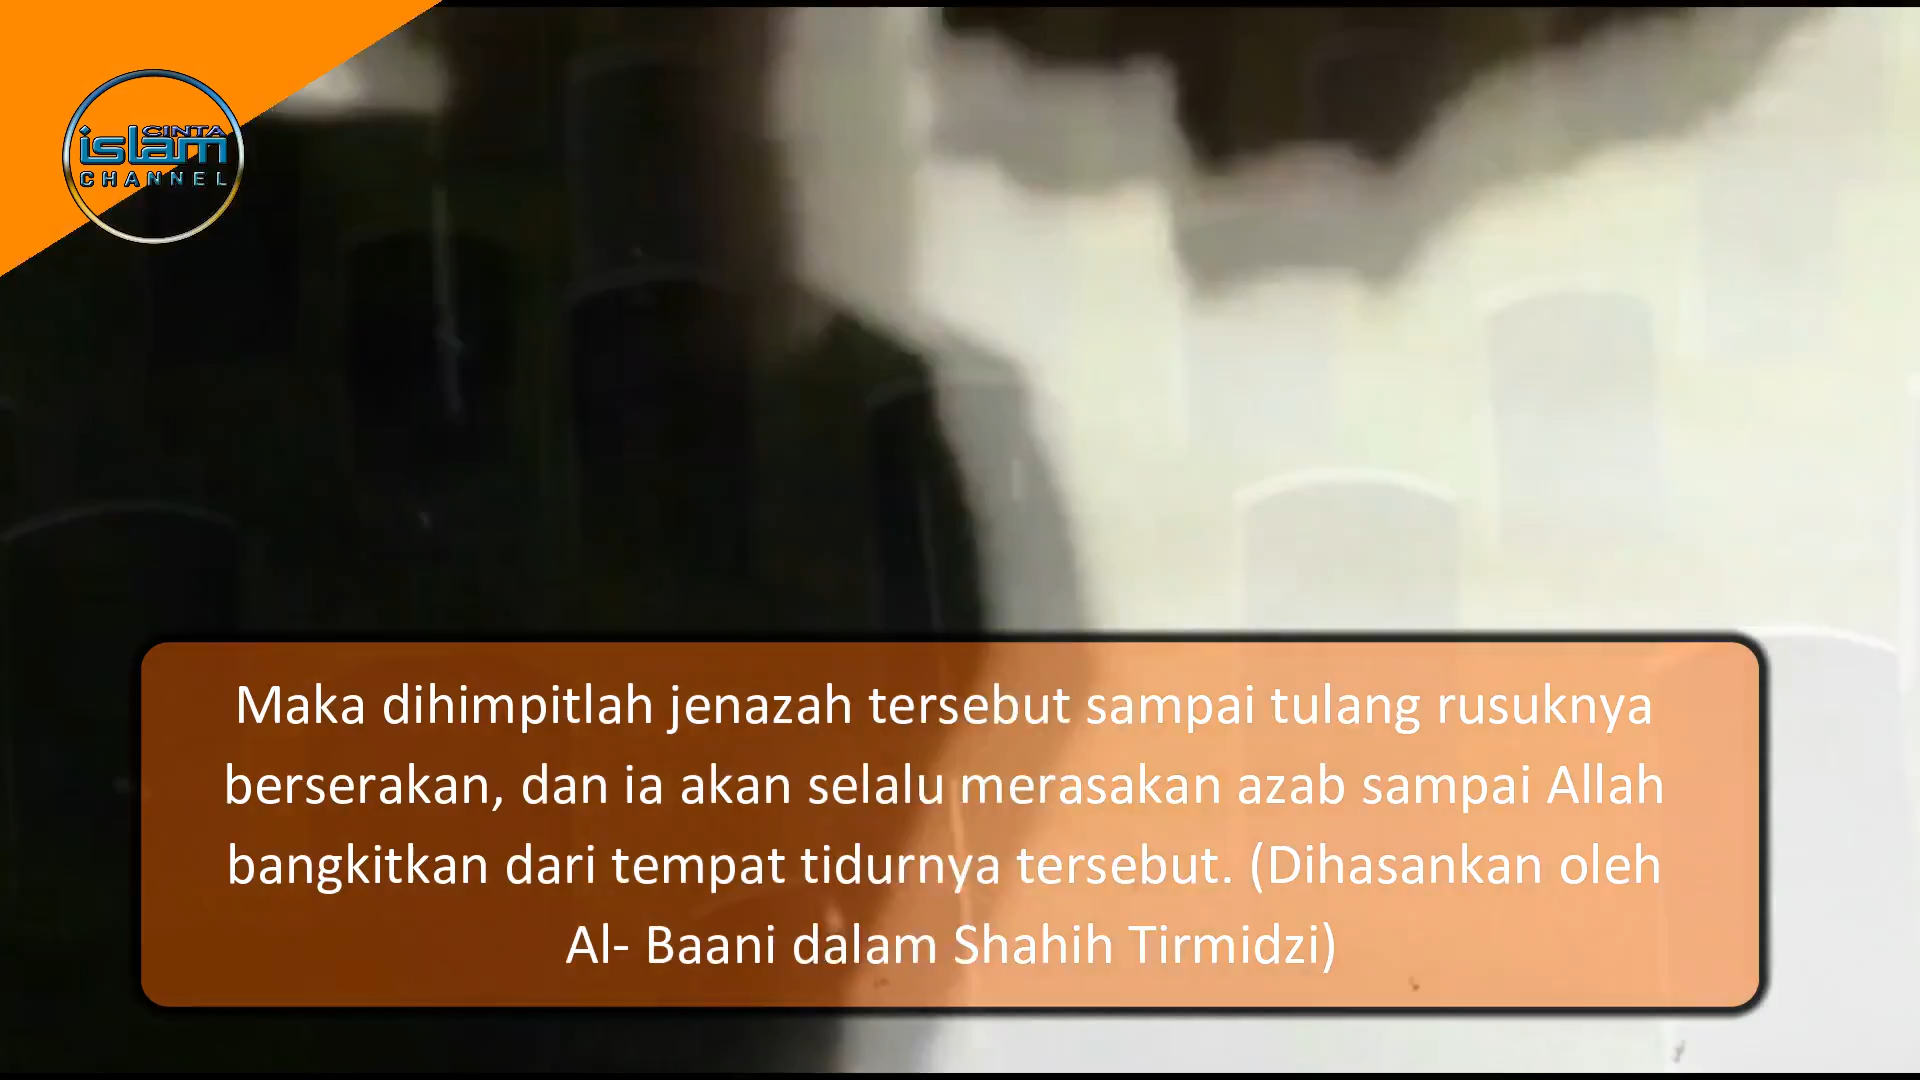 CINTA
islam
CHANNEL
Maka dihimpitlah jenazah tersebut sampai tulang rusuknya
berserakan, dan ia akan selalu merasakan azab sampai Allah
bangkitkan dari tempat tidurnya tersebut. (Dihasankan oleh
Al- Baani dalam Shahih Tirmidzi)